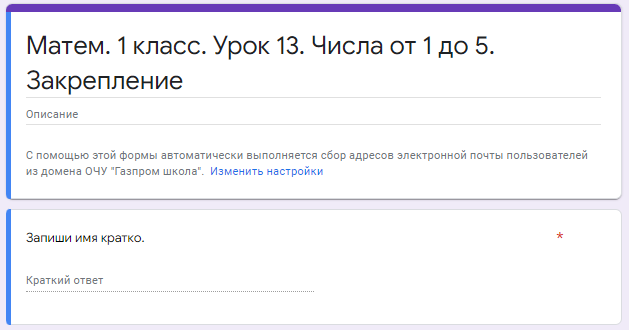 Матем. 1 класс. Урок 13. Числа от 1 до 5.
Закрепление
Описание
С помощью этой формы автоматически выполняется сбор адресов электронной почты пользователей
из домена ОЧУ "Газпром школа". Изменить настройки
Запиши имя кратко. *
Краткий ответ